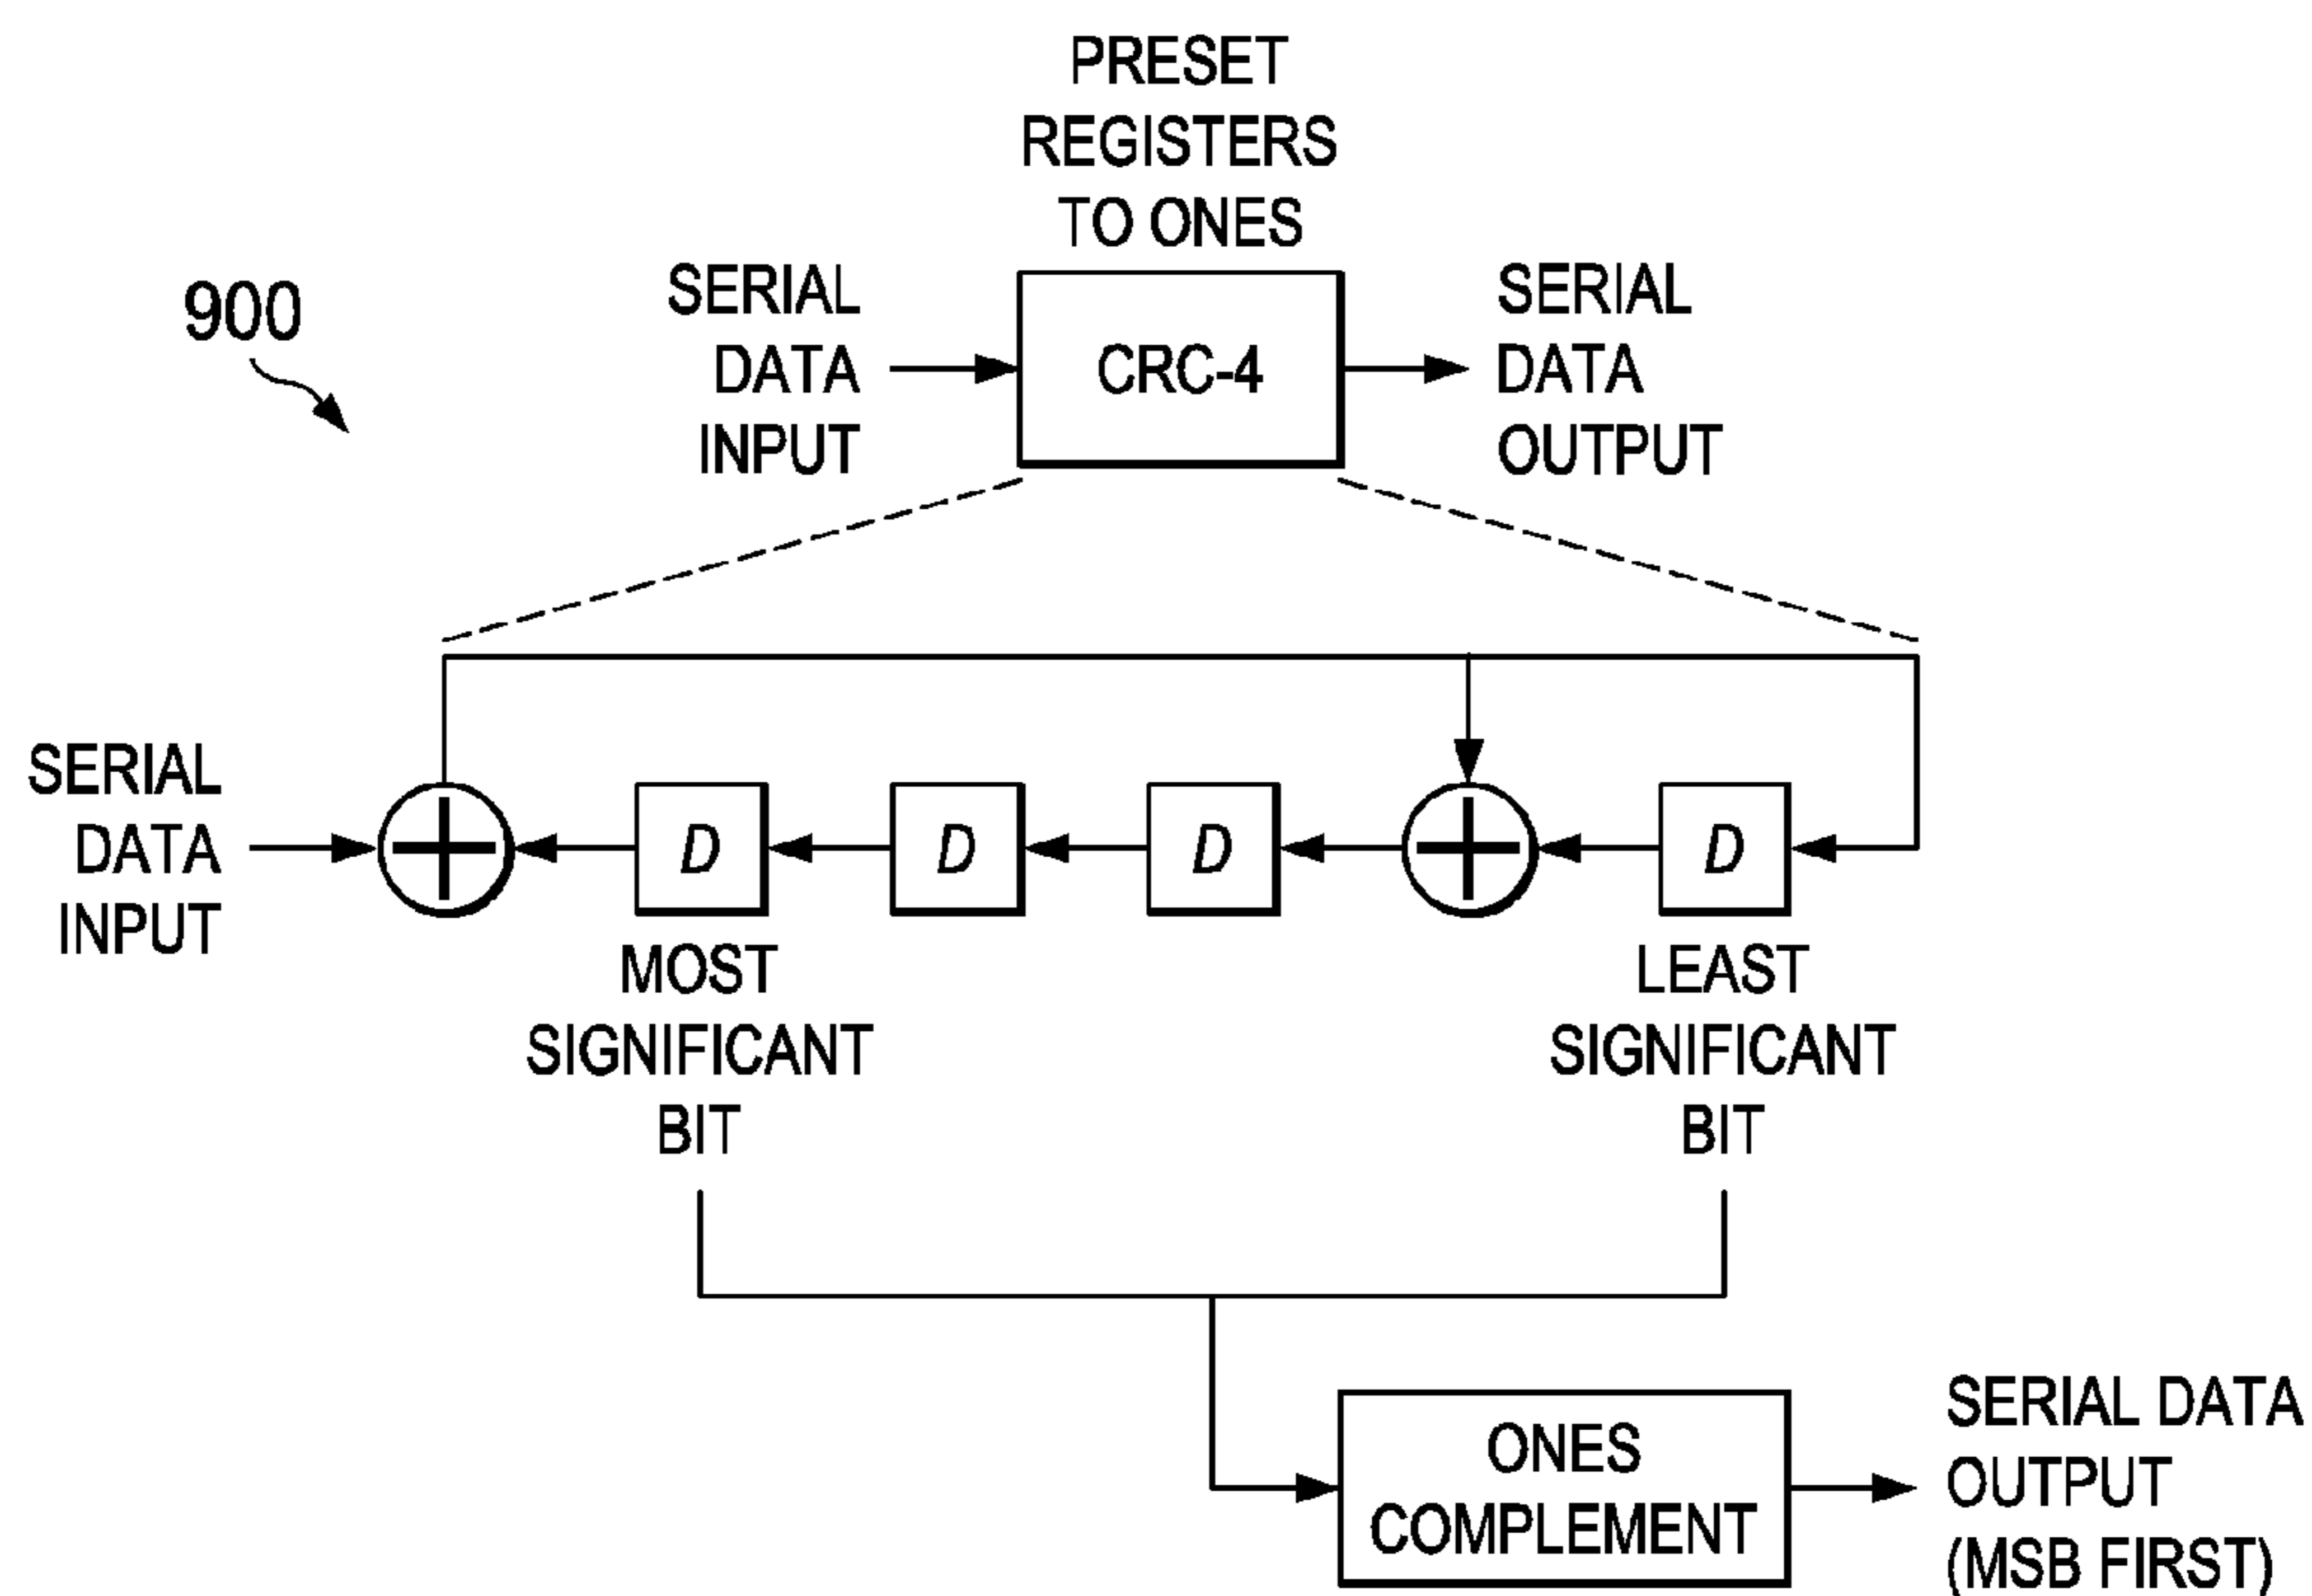 PRESET
REGISTERS
TO ONES
900
SERIAL
DATA
INPUT
CRC-4
SERIAL
DATA
OUTPUT
SERIAL
DATA
INPUT
D
D
D
D
MOST
SIGNIFICANT
BIT
LEAST
SIGNIFICANT
BIT
ONES
COMPLEMENT
SERIAL DATA
OUTPUT
(MSB FIRST)